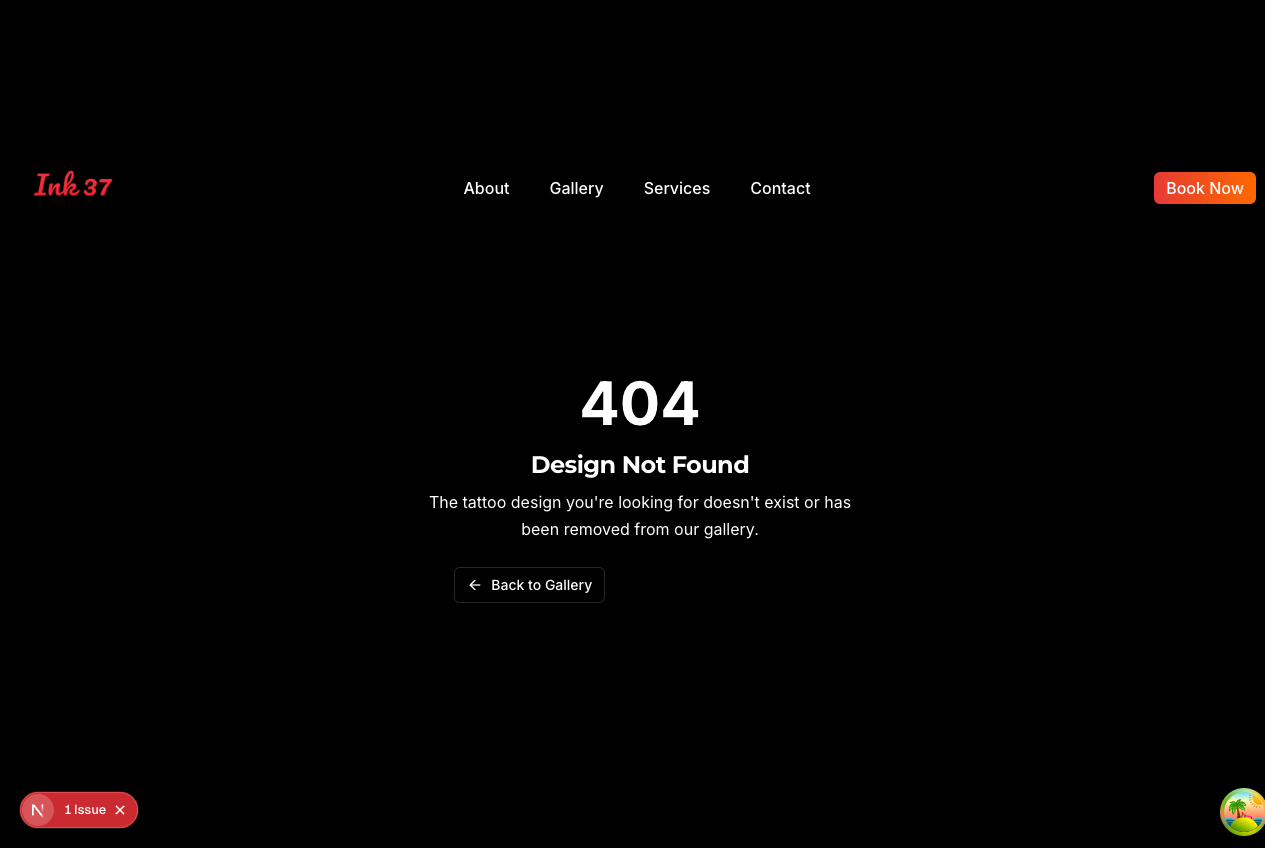 Ink 37
About
Gallery
Services
Contact
Book Now
404
Design Not Found
The tattoo design you're looking for doesn't exist or has
been removed from our gallery.
Back to Gallery
N
1 Issue